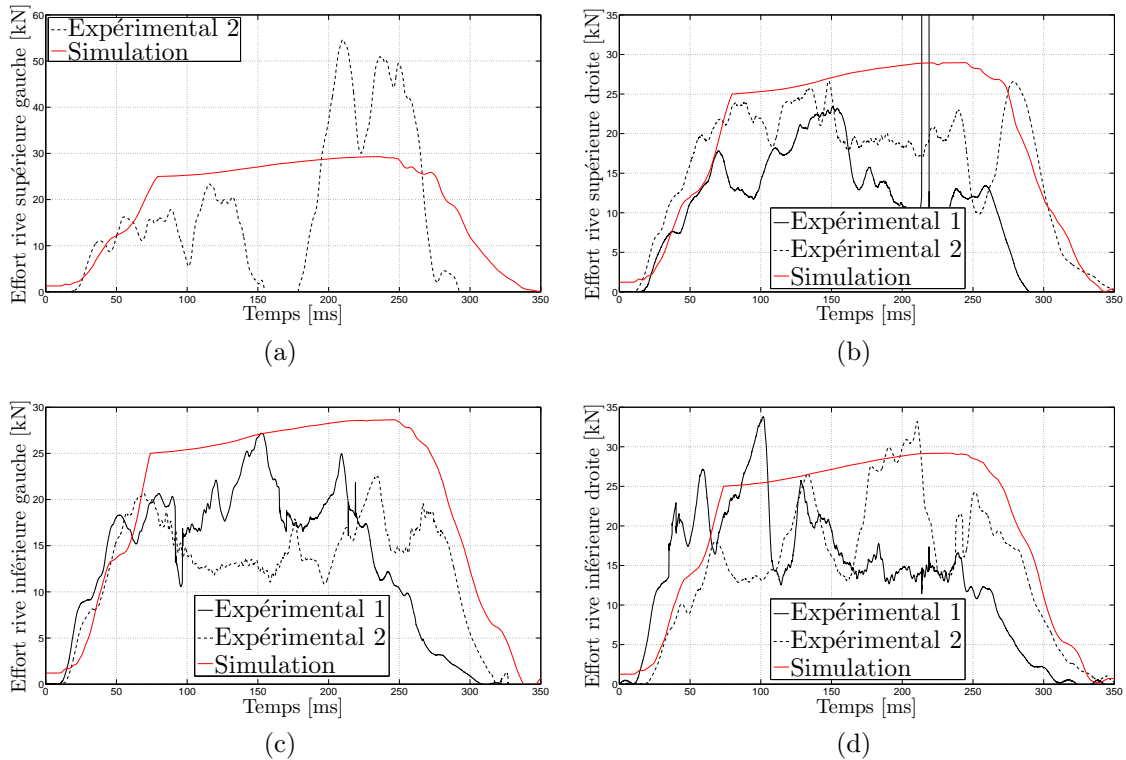 Effort rive supérieure gauche [kN]
60
50
40
30
20
10
0
Expérimental 2
Simulation
0 50 100 150 200 250 300 350
Temps [ms]
(a)
Effort rive supérieure droite [kN]
35
30
25
20
15
10
5
0
Expérimental 1
Expérimental 2
Simulation
0 50 100 150 200 250 300 350
Temps [ms]
(b)
Effort rive inférieure gauche [kN]
30
25
20
15
10
5
0
Expérimental 1
Expérimental 2
Simulation
0 50 100 150 200 250 300 350
Temps [ms]
(c)
Effort rive inférieure droite [kN]
35
30
25
20
15
10
5
0
Expérimental 1
Expérimental 2
Simulation
0 50 100 150 200 250 300 350
Temps [ms]
(d)